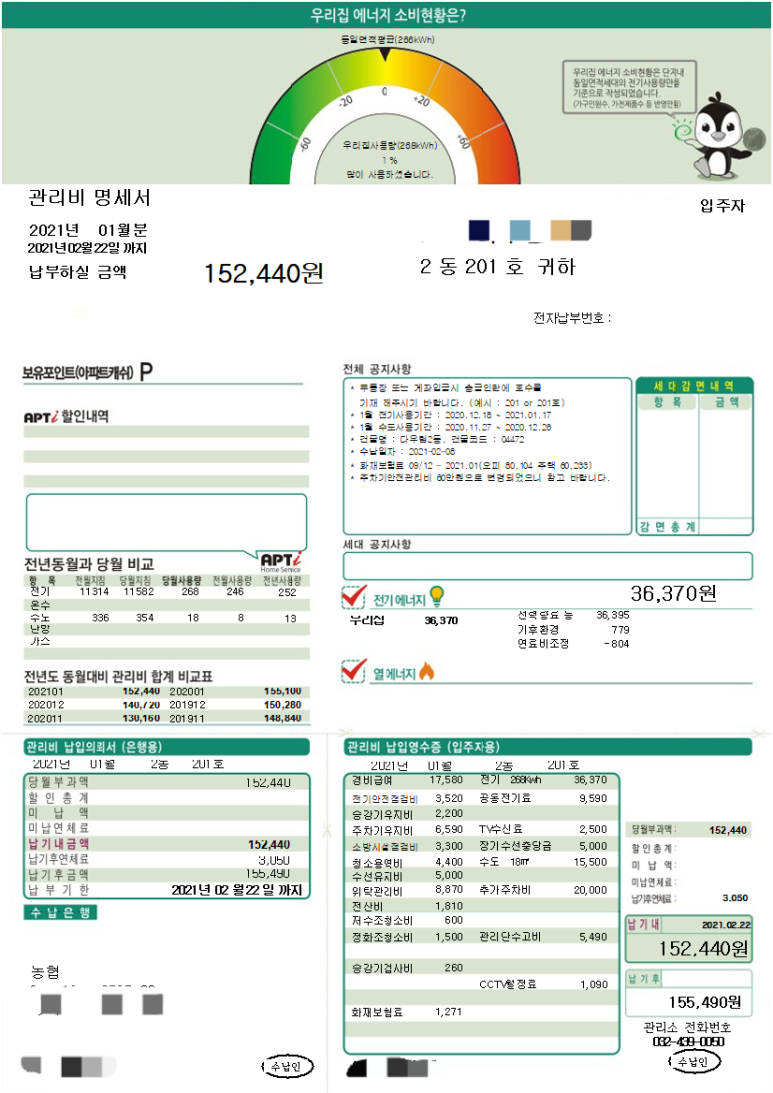 우리집 에너지 소비현황은?
동일면적평균(266kWh)
-60
-20
0
+20
+60
우리집사용량(268kWh)
1 %
많이 사용하셨습니다.
우리집 에너지 소비현황은 단지내
동일면적세대의 전기사용량만을
기준으로 작성되었습니다.
(가구인원수, 가전제품수 등 반영안됨)
관리비 명세서
입주자
2021년 01월분
2021년02월22일 까지
납부하실 금액 152,440원
2 동 201 호 귀하
전자납부번호 :
보유포인트(아파트캐쉬) P
APTi 할인내역
전체 공지사항
* 무통장 또는 계좌입금시 송금인란에 호수를
기재 해주시기 바랍니다. (예시 : 201 or 201호)
* 1월 전기사용기간 : 2020.12.18 ~ 2021.01.17
* 1월 수도사용기간 : 2020.11.27 ~ 2020.12.26
* 건물명 : 다우림2동, 건물코드 : 04472
* 수납일자 : 2021-02-08
* 화재보험료 09/12 - 2021.01(오피 80,104 주택 60,233)
* 주차기안전관리비 60만원으로 변경되었으니 참고 바랍니다.
세대감면내역
항 목 금 액
감 면 총 계
세대 공지사항
APTi
Home Service
전년동월과 당월 비교
항 목 전월지침 당월지침 당월사용량 전월사용량 전년사용량
전기 11314 11582 268 246 252
온수
수도 336 354 18 8 13
난방
가스
전기에너지 36,370원
우리집 36,370
전력량요금 36,395
기후환경 779
연료비조정 -804
열에너지
전년도 동월대비 관리비 합계 비교표
202101 152,440 202001 155,100
202012 140,720 201912 150,280
202011 130,160 201911 148,840
관리비 납입의뢰서 (은행용)
2021년 01월 2동 201호
당월부과액 152,440
할 인 총 계
미 납 액
미납연체료
납기내금액 152,440
납기후연체료 3,050
납기후금액 155,490
납 부 기 한 2021년 02 월22 일 까지
수 납 은 행
농협
수납인
관리비 납입영수증 (입주자용)
2021년 01월 2동 201호
경비급여 17,580 전기 268Kwh 36,370
전기안전점검비 3,520 공동전기료 9,590
승강기유지비 2,200
주차기유지비 6,590 TV수신료 2,500
소방시설점검비 3,300 장기수선충당금 5,000
청소용역비 4,400 수도 18㎥ 15,500
수선유지비 5,000
위탁관리비 8,870 추가주차비 20,000
전산비 1,810
저수조청소비 600
정화조청소비 1,500 관리단수고비 5,490
승강기검사비 260
CCTV월정료 1,090
화재보험료 1,271
당월부과액: 152,440
할 인 총 계:
미 납 액:
미납연체료:
납기후연체료: 3,050
납 기 내 2021.02.22
152,440원
납 기 후
155,490원
관리소 전화번호
032-439-0050
수납인